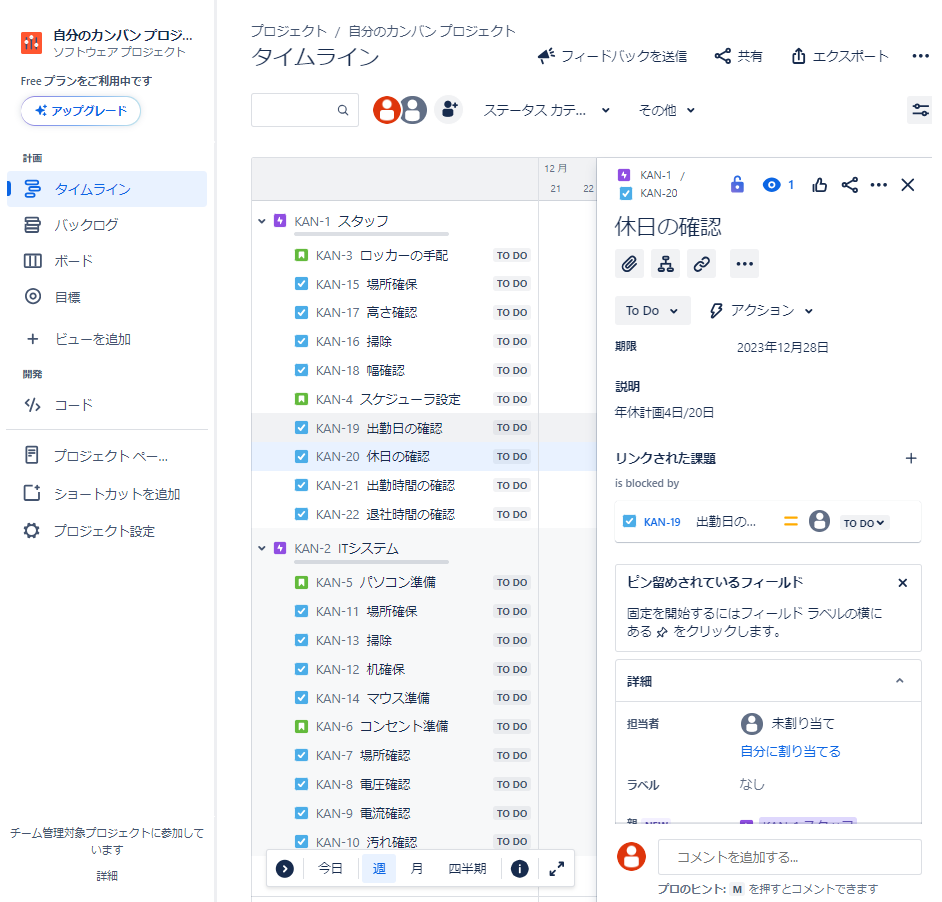 自分のカンバン プロジ...
ソフトウェア プロジェクト
Free プランをご利用中です
アップグレード
計画
タイムライン
バックログ
ボード
目標
ビューを追加
開発
コード
プロジェクト ペー...
ショートカットを追加
プロジェクト設定
チーム管理対象プロジェクトに参加して
います
詳細
プロジェクト / 自分のカンバン プロジェクト
タイムライン
フィードバックを送信
共有
エクスポート
ステータス カテ...
その他
12 月
21 22
KAN-1 スタッフ
KAN-3 ロッカーの手配 TO DO
KAN-15 場所確保 TO DO
KAN-17 高さ確認 TO DO
KAN-16 掃除 TO DO
KAN-18 幅確認 TO DO
KAN-4 スケジューラ設定 TO DO
KAN-19 出勤日の確認 TO DO
KAN-20 休日の確認 TO DO
KAN-21 出勤時間の確認 TO DO
KAN-22 退社時間の確認 TO DO
KAN-2 ITシステム
KAN-5 パソコン準備 TO DO
KAN-11 場所確保 TO DO
KAN-13 掃除 TO DO
KAN-12 机確保 TO DO
KAN-14 マウス準備 TO DO
KAN-6 コンセント準備 TO DO
KAN-7 場所確認 TO DO
KAN-8 電圧確認 TO DO
KAN-9 電流確認 TO DO
KAN-10 汚れ確認 TO DO
今日 週 月 四半期
KAN-1 /
KAN-20
1
休日の確認
To Do
アクション
期限 2023年12月28日
説明
年休計画4日/20日
リンクされた課題
is blocked by
KAN-19 出勤日の... TO DO
ピン留めされているフィールド
固定を開始するにはフィールド ラベルの横に
ある をクリックします。
詳細
担当者 未割り当て
自分に割り当てる
ラベル なし
親 NEW KAN-1 スタッフ
コメントを追加する...
プロのヒント: M を押すとコメントできます